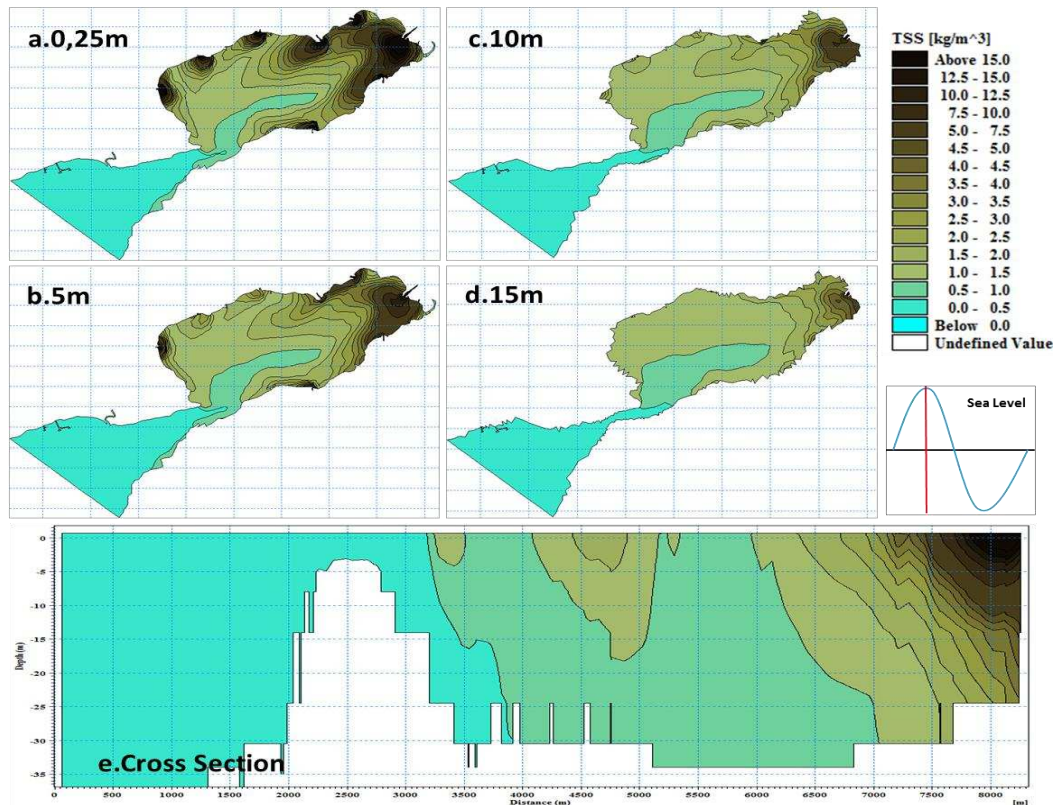 a.0,25m
c.10m
b.5m
d.15m
TSS [kg/m^3]
Above 15.0
12.5 - 15.0
10.0 - 12.5
7.5 - 10.0
5.0 - 7.5
4.5 - 5.0
4.0 - 4.5
3.5 - 4.0
3.0 - 3.5
2.5 - 3.0
2.0 - 2.5
1.5 - 2.0
1.0 - 1.5
0.5 - 1.0
0.0 - 0.5
Below 0.0
Undefined Value
Sea Level
Depth (m)
0
-5
-10
-15
-20
-25
-30
-35
e.Cross Section
0 500 1000 1500 2000 2500 3000 3500 4000 4500 5000 5500 6000 6500 7000 7500 8000 [m]
Distance (m)